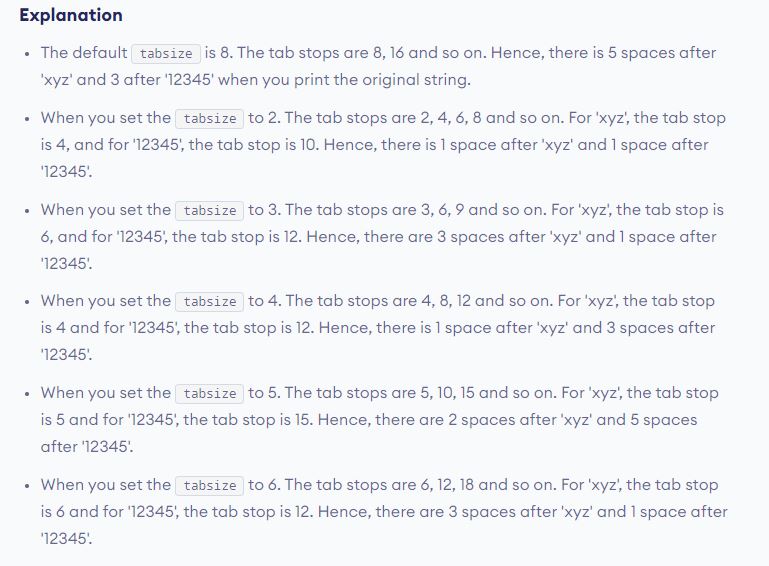 Explanation
• The default tabsize is 8. The tab stops are 8, 16 and so on. Hence, there is 5 spaces after
'xyz' and 3 after '12345' when you print the original string.
• When you set the tabsize to 2. The tab stops are 2, 4, 6, 8 and so on. For 'xyz', the tab stop
is 4, and for '12345', the tab stop is 10. Hence, there is 1 space after 'xyz' and 1 space after
'12345'.
• When you set the tabsize to 3. The tab stops are 3, 6, 9 and so on. For 'xyz', the tab stop is
6, and for '12345', the tab stop is 12. Hence, there are 3 spaces after 'xyz' and 1 space after
'12345'.
• When you set the tabsize to 4. The tab stops are 4, 8, 12 and so on. For 'xyz', the tab stop
is 4 and for '12345', the tab stop is 12. Hence, there is 1 space after 'xyz' and 3 spaces after
'12345'.
• When you set the tabsize to 5. The tab stops are 5, 10, 15 and so on. For 'xyz', the tab stop
is 5 and for '12345', the tab stop is 15. Hence, there are 2 spaces after 'xyz' and 5 spaces
after '12345'.
• When you set the tabsize to 6. The tab stops are 6, 12, 18 and so on. For 'xyz', the tab stop
is 6 and for '12345', the tab stop is 12. Hence, there are 3 spaces after 'xyz' and 1 space after
'12345'.